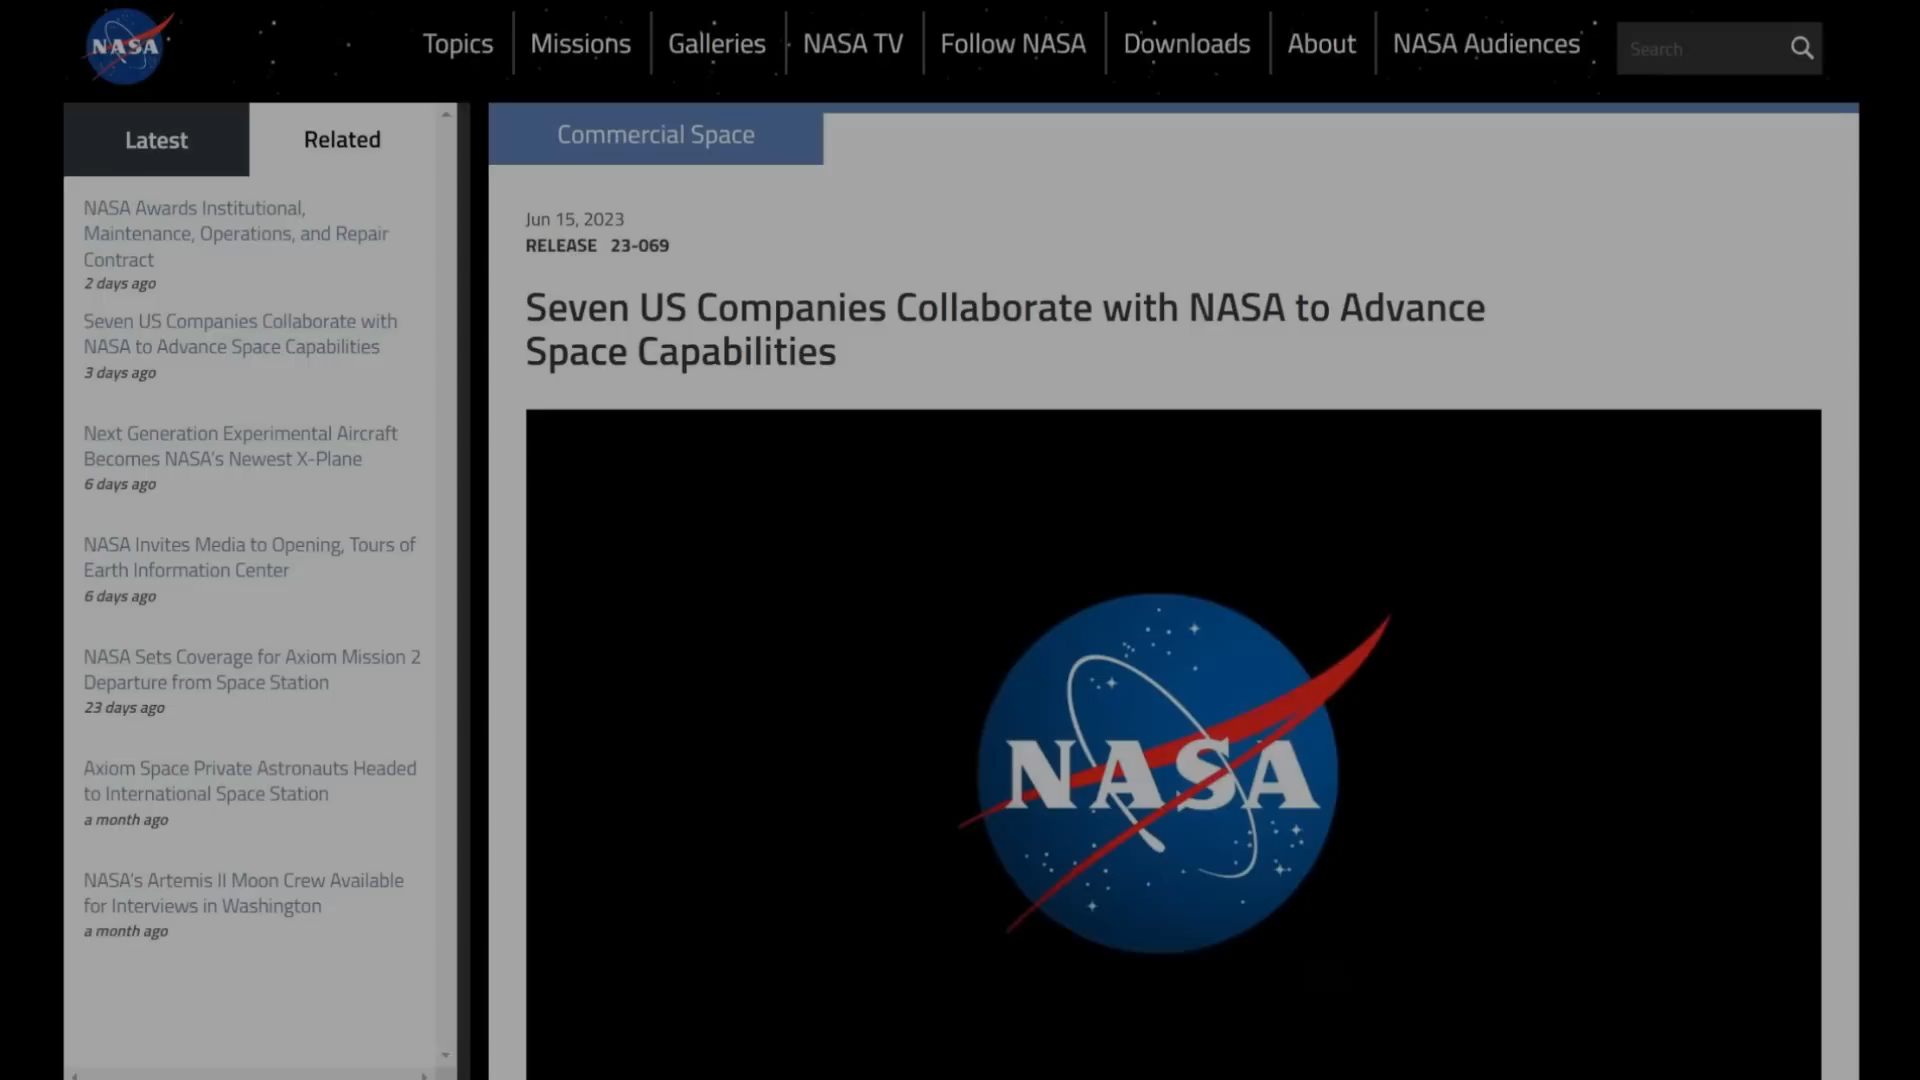 NASA
Topics
Missions
Galleries
NASA TV
Follow NASA
Downloads
About
NASA Audiences
Search
Latest
Related
NASA Awards Institutional,
Maintenance, Operations, and Repair
Contract
2 days ago
Seven US Companies Collaborate with
NASA to Advance Space Capabilities
3 days ago
Next Generation Experimental Aircraft
Becomes NASA's Newest X-Plane
6 days ago
NASA Invites Media to Opening, Tours of
Earth Information Center
6 days ago
NASA Sets Coverage for Axiom Mission 2
Departure from Space Station
23 days ago
Axiom Space Private Astronauts Headed
to International Space Station
a month ago
NASA's Artemis II Moon Crew Available
for Interviews in Washington
a month ago
Commercial Space
Jun 15, 2023
RELEASE 23-069
Seven US Companies Collaborate with NASA to Advance
Space Capabilities
NASA